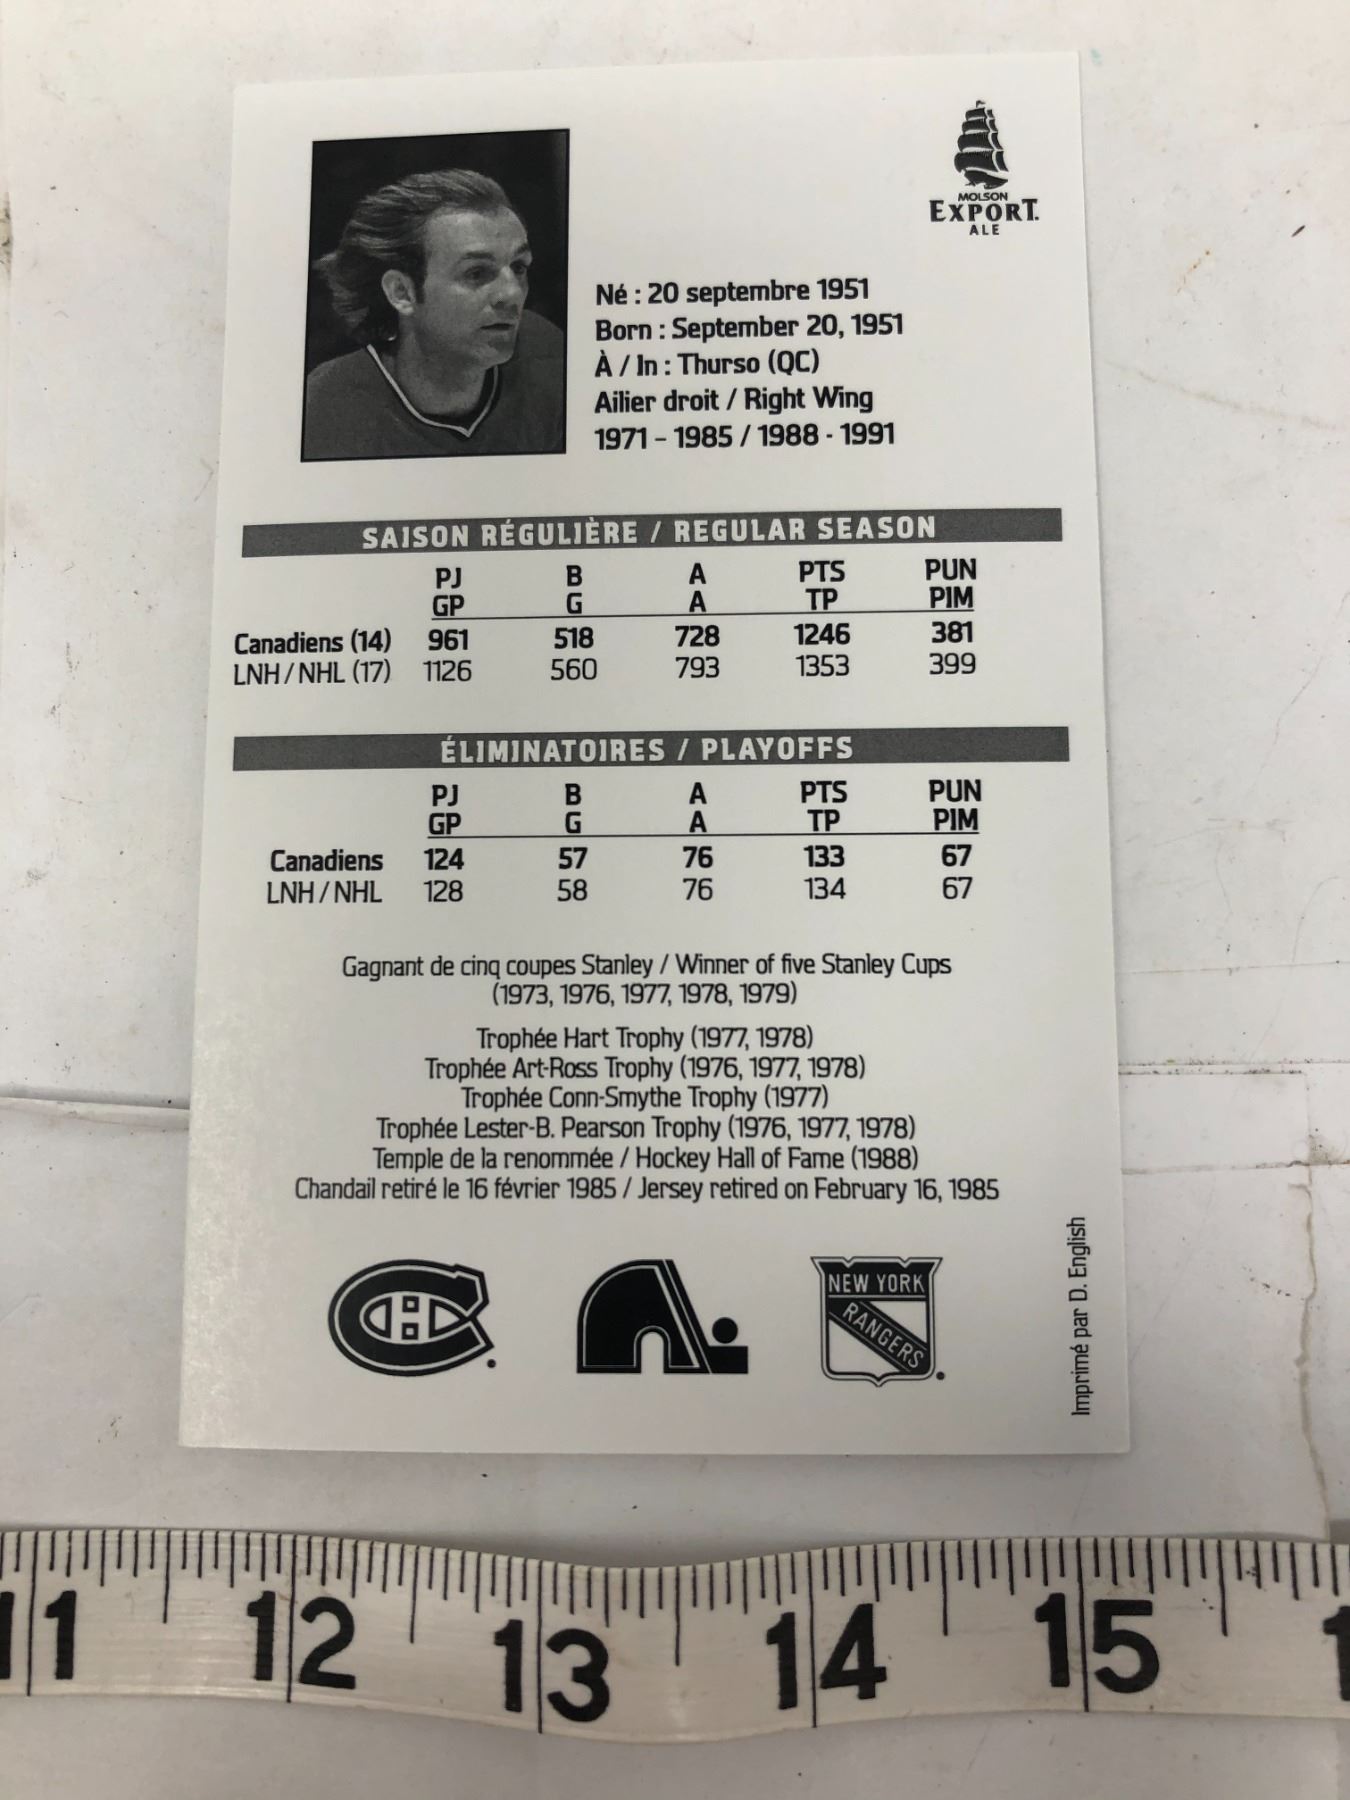 MOLSON
EXPORT.
ALE
Né : 20 septembre 1951
Born : September 20, 1951
À / In : Thurso (QC)
Ailier droit / Right Wing
1971 – 1985 / 1988 - 1991
SAISON RÉGULIÈRE / REGULAR SEASON
PJ B A PTS PUN
GP G A TP PIM
Canadiens (14) 961 518 728 1246 381
LNH / NHL (17) 1126 560 793 1353 399
ÉLIMINATOIRES / PLAYOFFS
PJ B A PTS PUN
GP G A TP PIM
Canadiens 124 57 76 133 67
LNH / NHL 128 58 76 134 67
Gagnant de cinq coupes Stanley / Winner of five Stanley Cups
(1973, 1976, 1977, 1978, 1979)
Trophée Hart Trophy (1977, 1978)
Trophée Art-Ross Trophy (1976, 1977, 1978)
Trophée Conn-Smythe Trophy (1977)
Trophée Lester-B. Pearson Trophy (1976, 1977, 1978)
Temple de la renommée / Hockey Hall of Fame (1988)
Chandail retiré le 16 février 1985 / Jersey retired on February 16, 1985
CH
NEW YORK
RANGERS
Imprimé par D. English
11 12 13 14 15 1